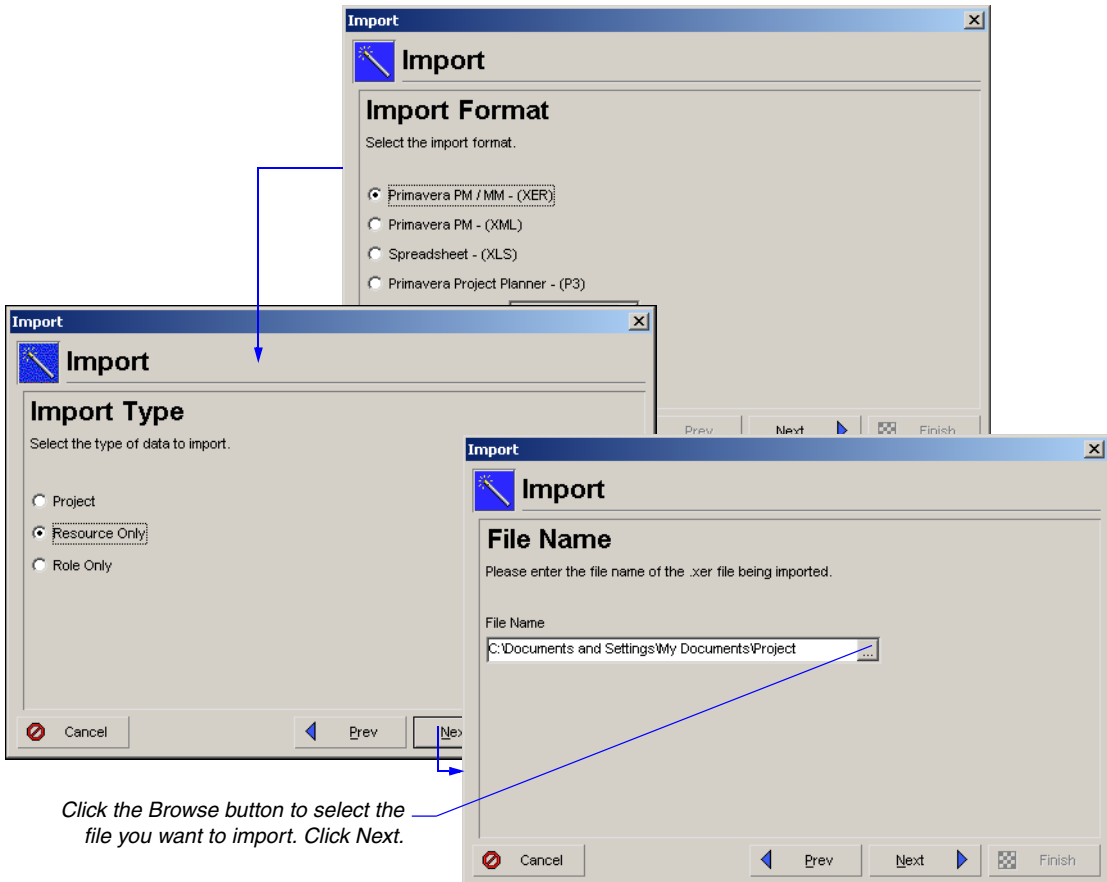 Import
Import
Import Format
Select the import format.
Primavera PM / MM - (XER)
Primavera PM - (XML)
Spreadsheet - (XLS)
Primavera Project Planner - (P3)
Prev Next Finish
Import
Import
Import Type
Select the type of data to import.
Project
Resource Only
Role Only
Cancel Prev
Import
Import
File Name
Please enter the file name of the .xer file being imported.
File Name
C:\Documents and Settings\My Documents\Project ...
Cancel Prev Next Finish
Click the Browse button to select the
file you want to import. Click Next.